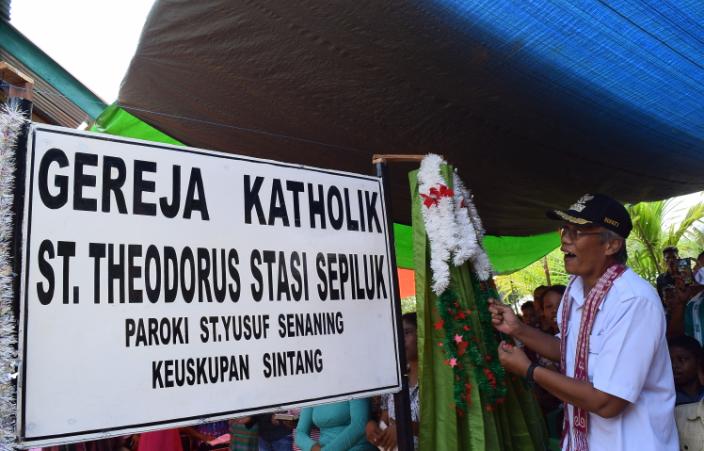 GEREJA KATHOLIK
ST. THEODORUS STASI SEPILUK
PAROKI ST.YUSUF SENANING
KEUSKUPAN SINTANG